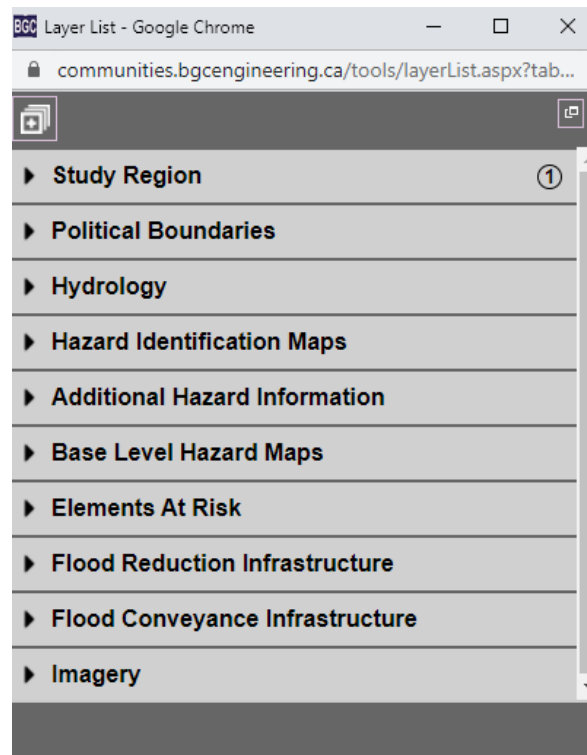 BGC Layer List - Google Chrome
communities.bgcengineering.ca/tools/layerList.aspx?tab...
Study Region 1
Political Boundaries
Hydrology
Hazard Identification Maps
Additional Hazard Information
Base Level Hazard Maps
Elements At Risk
Flood Reduction Infrastructure
Flood Conveyance Infrastructure
Imagery